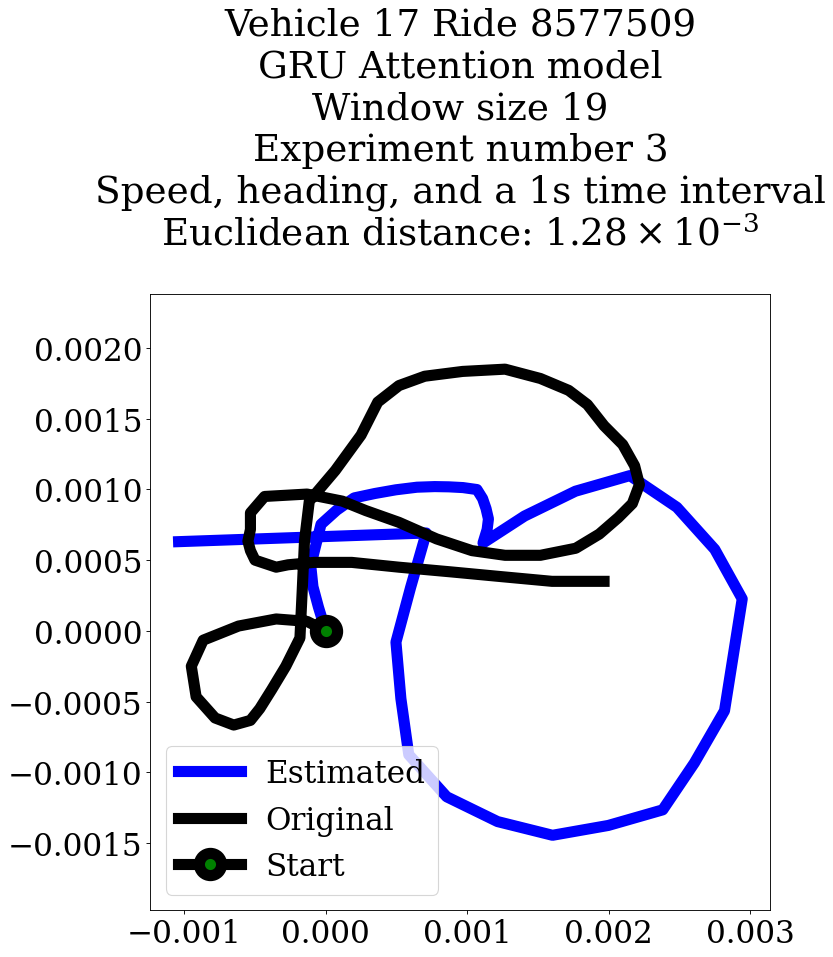 Vehicle 17 Ride 8577509
GRU Attention model
Window size 19
Experiment number 3
Speed, heading, and a 1s time interval
Euclidean distance: 1.28 × 10⁻³
0.0020
0.0015
0.0010
0.0005
0.0000
−0.0005
−0.0010
−0.0015
Estimated
Original
Start
−0.001 0.000 0.001 0.002 0.003